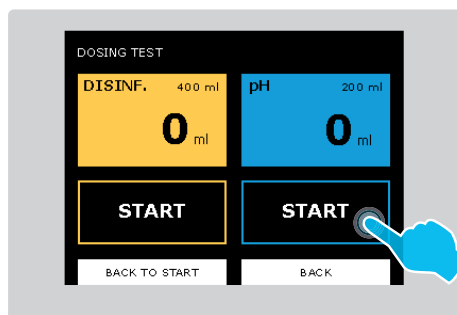 DOSING TEST
DISINF. 400 ml
0 ml
pH 200 ml
0 ml
START
START
BACK TO START
BACK